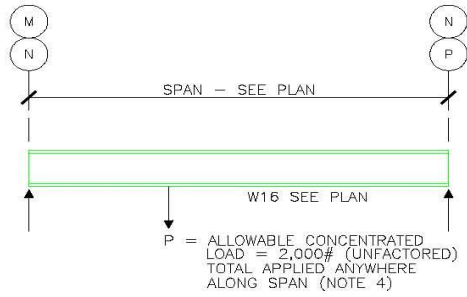 M
N
N
P
SPAN – SEE PLAN
W16 SEE PLAN
P = ALLOWABLE CONCENTRATED
LOAD = 2,000# (UNFACTORED)
TOTAL APPLIED ANYWHERE
ALONG SPAN (NOTE 4)